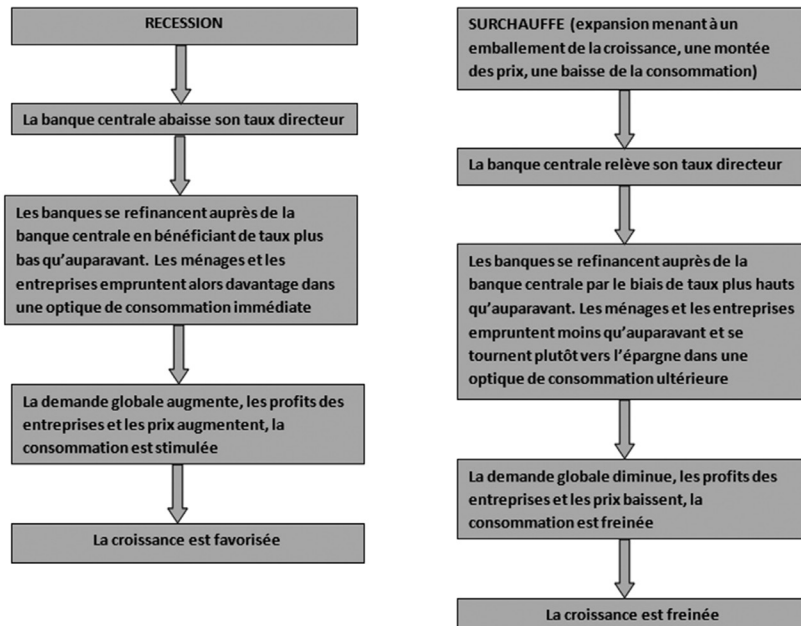 RECESSION
La banque centrale abaisse son taux directeur
Les banques se refinancent auprès de la
banque centrale en bénéficiant de taux plus
bas qu'auparavant. Les ménages et les
entreprises empruntent alors davantage dans
une optique de consommation immédiate
La demande globale augmente, les profits des
entreprises et les prix augmentent, la
consommation est stimulée
La croissance est favorisée
SURCHAUFFE (expansion menant à un
emballement de la croissance, une montée
des prix, une baisse de la consommation)
La banque centrale relève son taux directeur
Les banques se refinancent auprès de la
banque centrale par le biais de taux plus hauts
qu'auparavant. Les ménages et les entreprises
empruntent moins qu'auparavant et se
tournent plutôt vers l'épargne dans une
optique de consommation ultérieure
La demande globale diminue, les profits des
entreprises et les prix baissent, la
consommation est freinée
La croissance est freinée